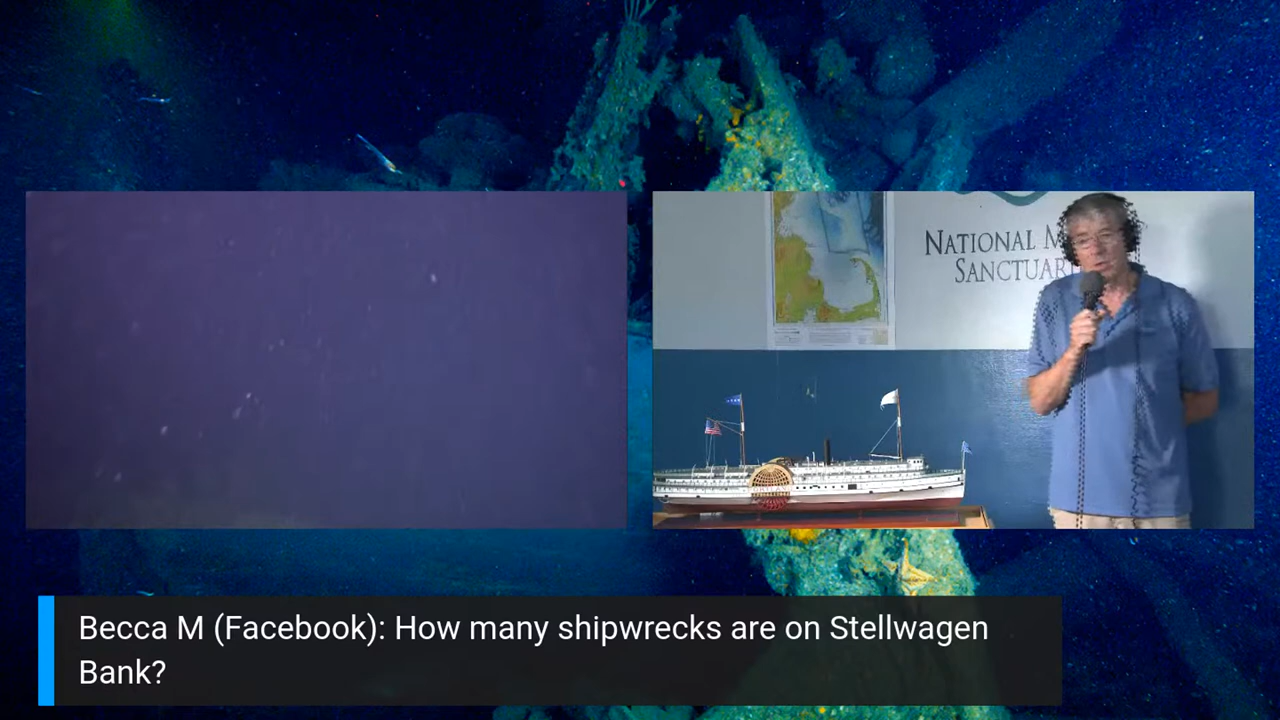 NATIONAL M
SANCTUAR
Becca M (Facebook): How many shipwrecks are on Stellwagen
Bank?